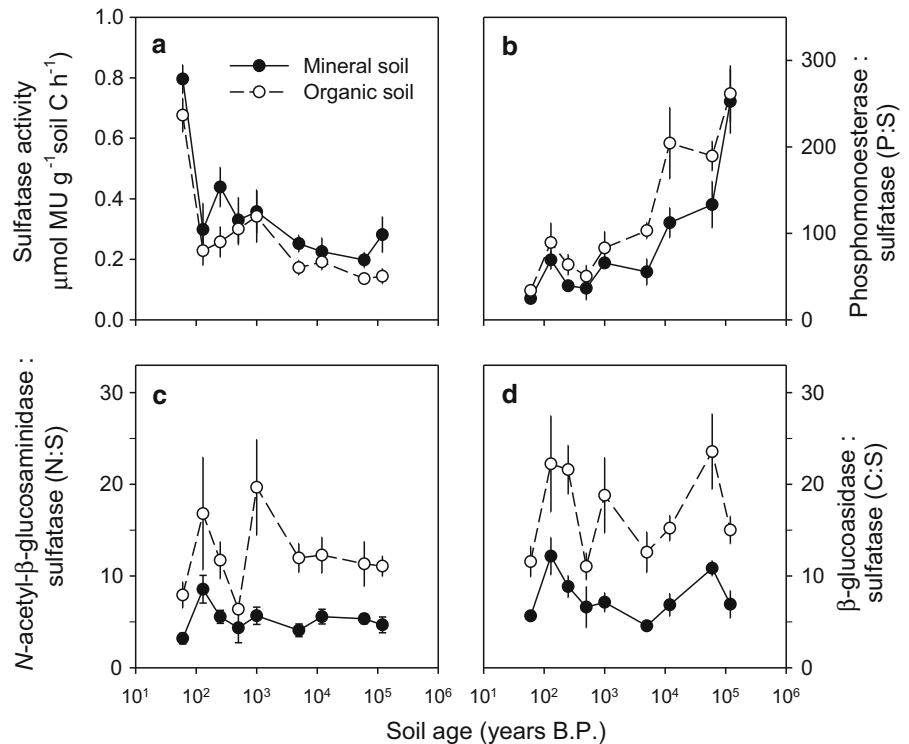 a
b
Mineral soil
Organic soil
Sulfatase activity
μmol MU g⁻¹ soil C h⁻¹
1.0
0.8
0.6
0.4
0.2
0.0
300
200
100
0
Phosphomonoesterase :
sulfatase (P:S)
c
d
N-acetyl-β-glucosaminidase :
sulfatase (N:S)
30
20
10
0
30
20
10
0
β-glucoasidase :
sulfatase (C:S)
10¹ 10² 10³ 10⁴ 10⁵ 10⁶
10¹ 10² 10³ 10⁴ 10⁵ 10⁶
Soil age (years B.P.)